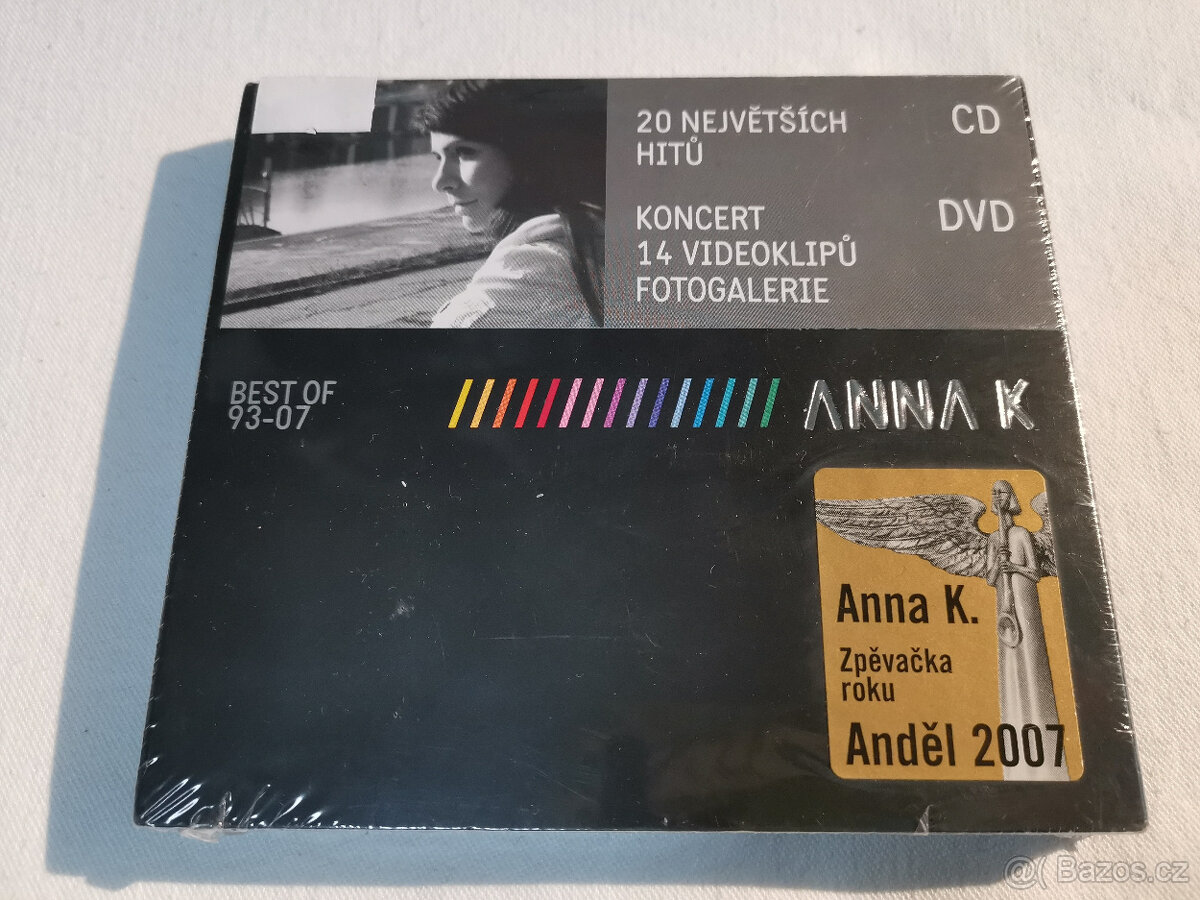 20 NEJVĚTŠÍCH
HITŮ
CD
KONCERT
14 VIDEOKLIPŮ
FOTOGALERIE
DVD
BEST OF
93-07
ANNA K
Anna K.
Zpěvačka
roku
Anděl 2007
@( Bazos.cz